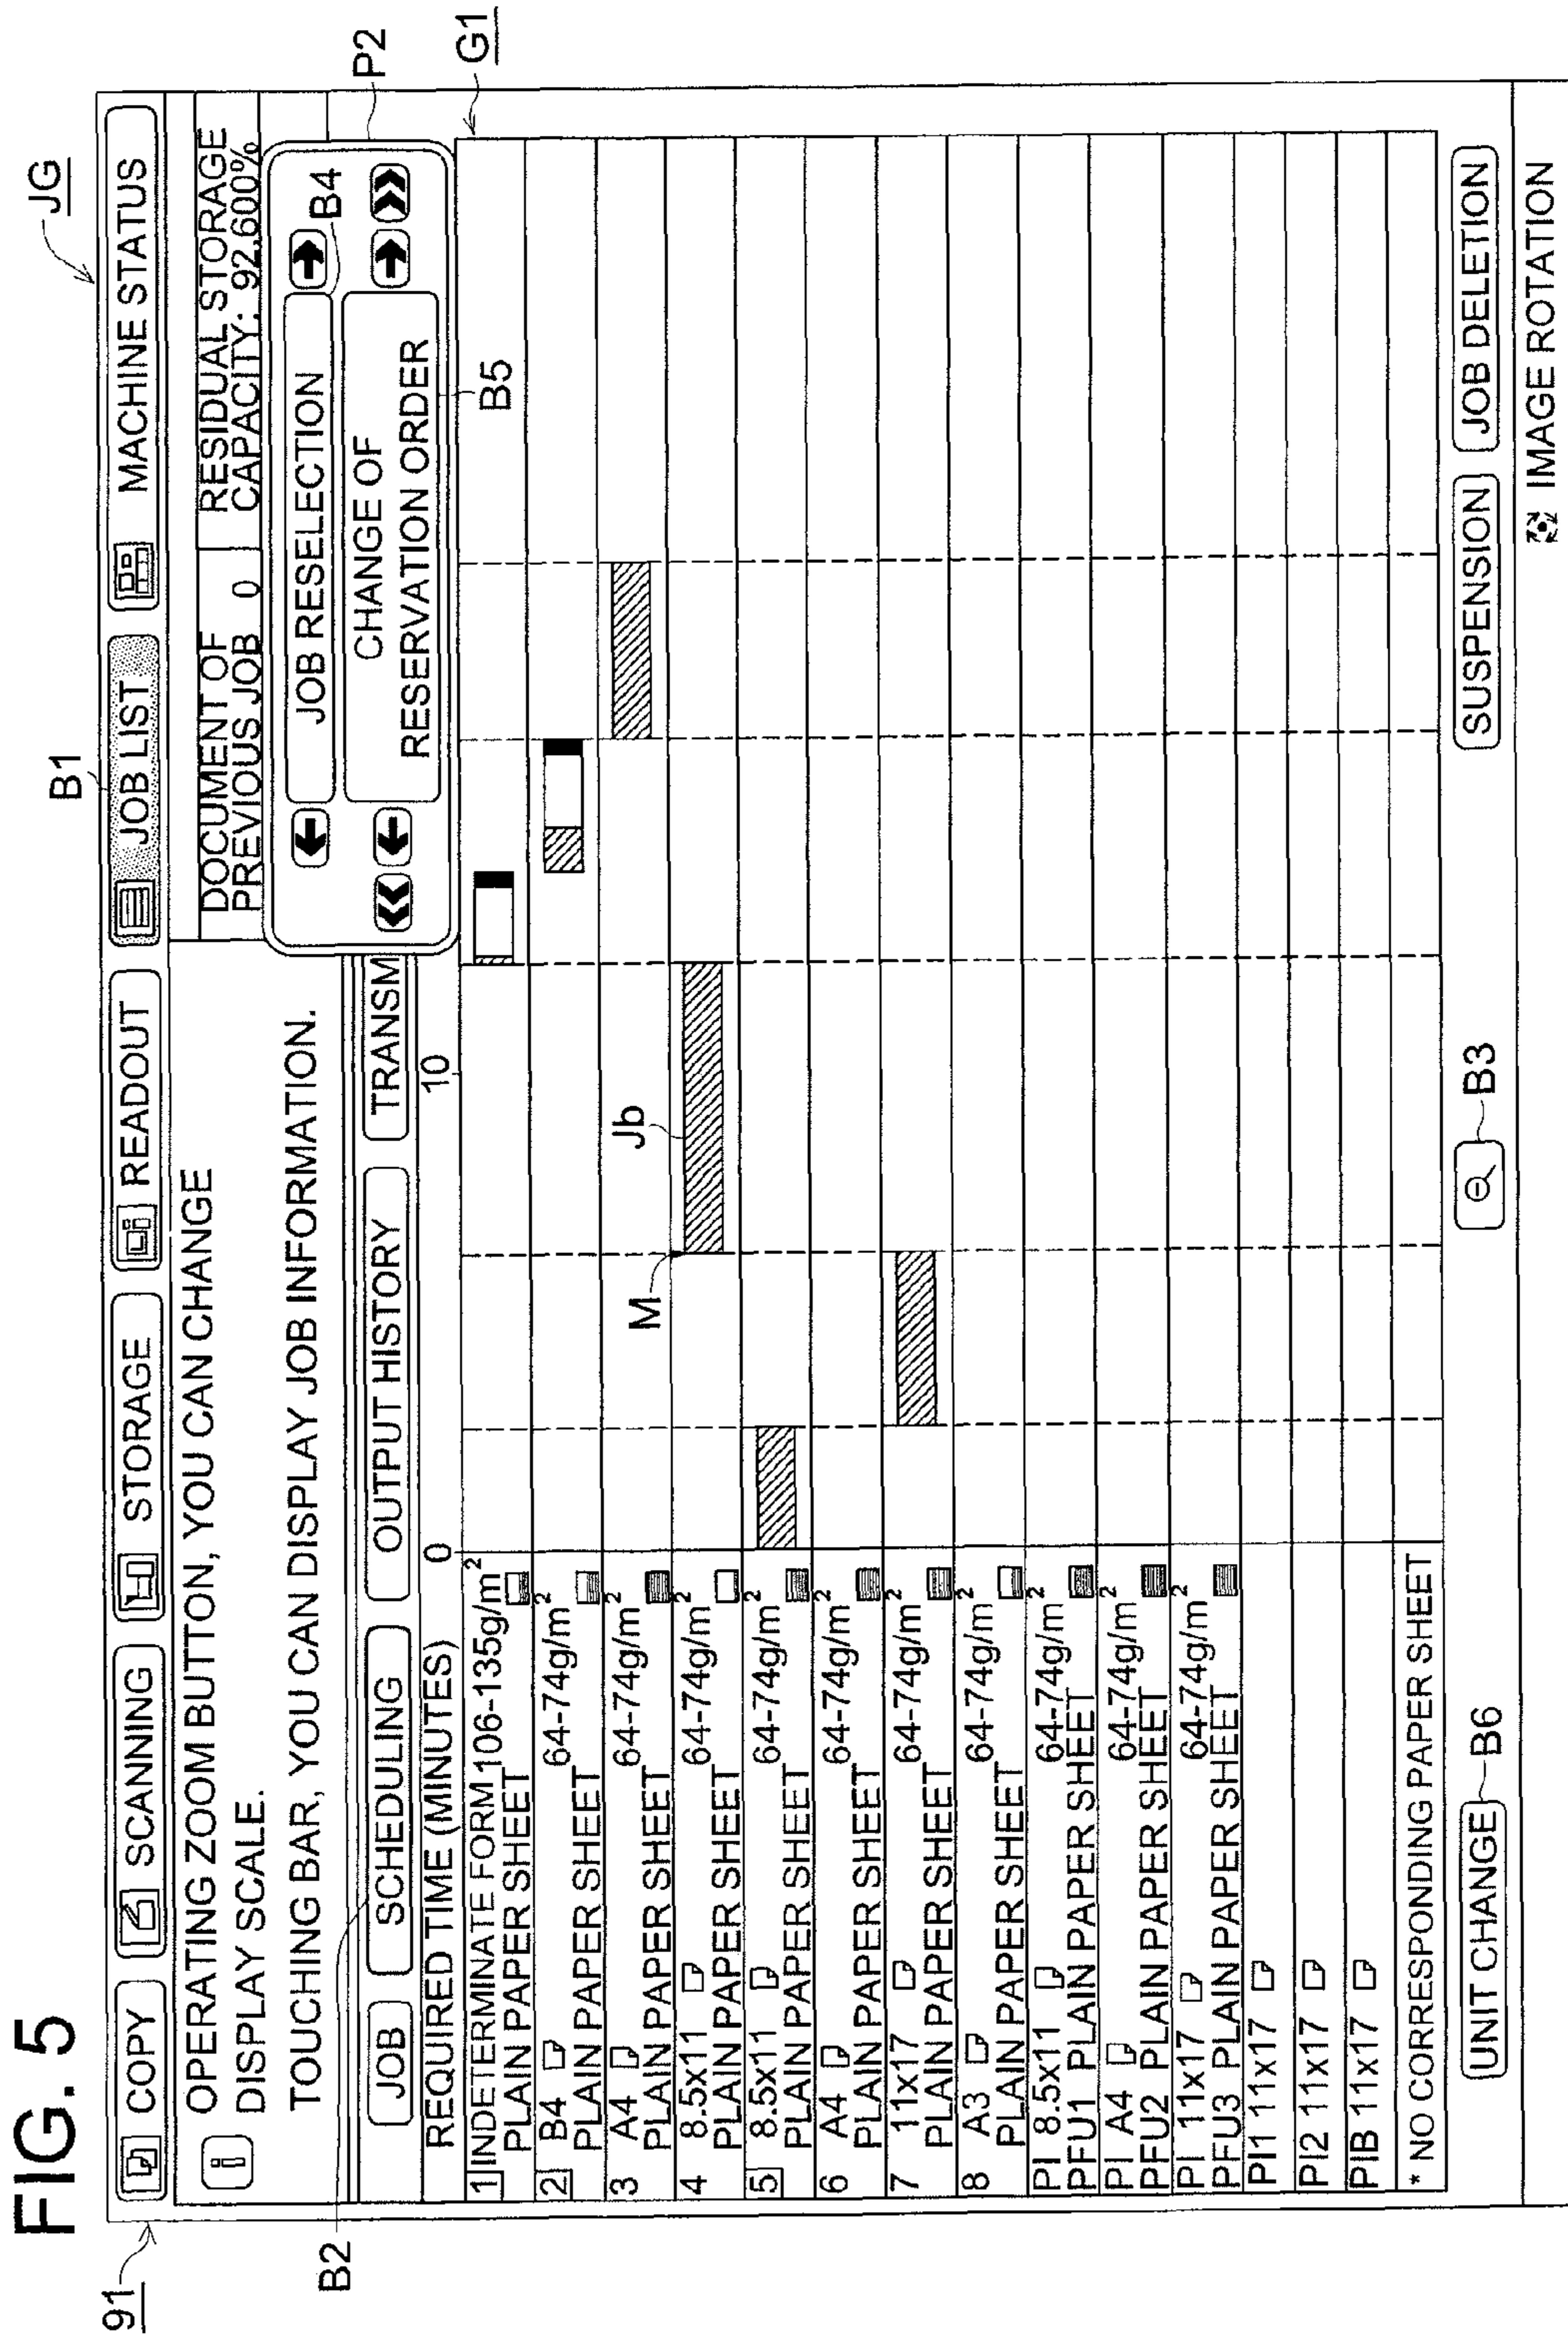 FIG. 5
91
JG
B1
COPY
SCANNING
STORAGE
READOUT
JOB LIST
MACHINE STATUS
i
OPERATING ZOOM BUTTON, YOU CAN CHANGE
DISPLAY SCALE.
TOUCHING BAR, YOU CAN DISPLAY JOB INFORMATION.
DOCUMENT OF
PREVIOUS JOB 0
RESIDUAL STORAGE
CAPACITY: 92.600%
P2
JOB RESELECTION
B4
CHANGE OF
RESERVATION ORDER
B5
B2
JOB
SCHEDULING
OUTPUT HISTORY
TRANSM
REQUIRED TIME (MINUTES)
0
10
G1
1 INDETERMINATE FORM 106-135g/m²
PLAIN PAPER SHEET
2 B4 64-74g/m²
PLAIN PAPER SHEET
3 A4 64-74g/m²
PLAIN PAPER SHEET
4 8.5x11 64-74g/m²
PLAIN PAPER SHEET
5 8.5x11 64-74g/m²
PLAIN PAPER SHEET
6 A4 64-74g/m²
PLAIN PAPER SHEET
7 11x17 64-74g/m²
PLAIN PAPER SHEET
8 A3 64-74g/m²
PLAIN PAPER SHEET
PI 8.5x11 64-74g/m²
PFU1 PLAIN PAPER SHEET
PI A4 64-74g/m²
PFU2 PLAIN PAPER SHEET
PI 11x17 64-74g/m²
PFU3 PLAIN PAPER SHEET
PI1 11x17
PI2 11x17
PIB 11x17
* NO CORRESPONDING PAPER SHEET
M
Jb
UNIT CHANGE
B6
B3
SUSPENSION
JOB DELETION
IMAGE ROTATION